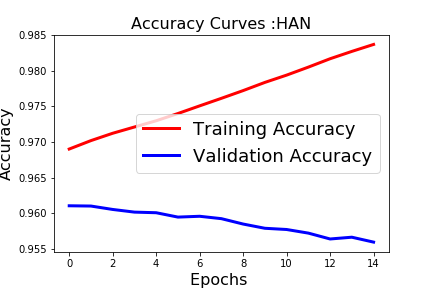 Accuracy Curves :HAN
0.985
0.980
0.975
0.970
0.965
0.960
0.955
Accuracy
Training Accuracy
Validation Accuracy
0 2 4 6 8 10 12 14
Epochs